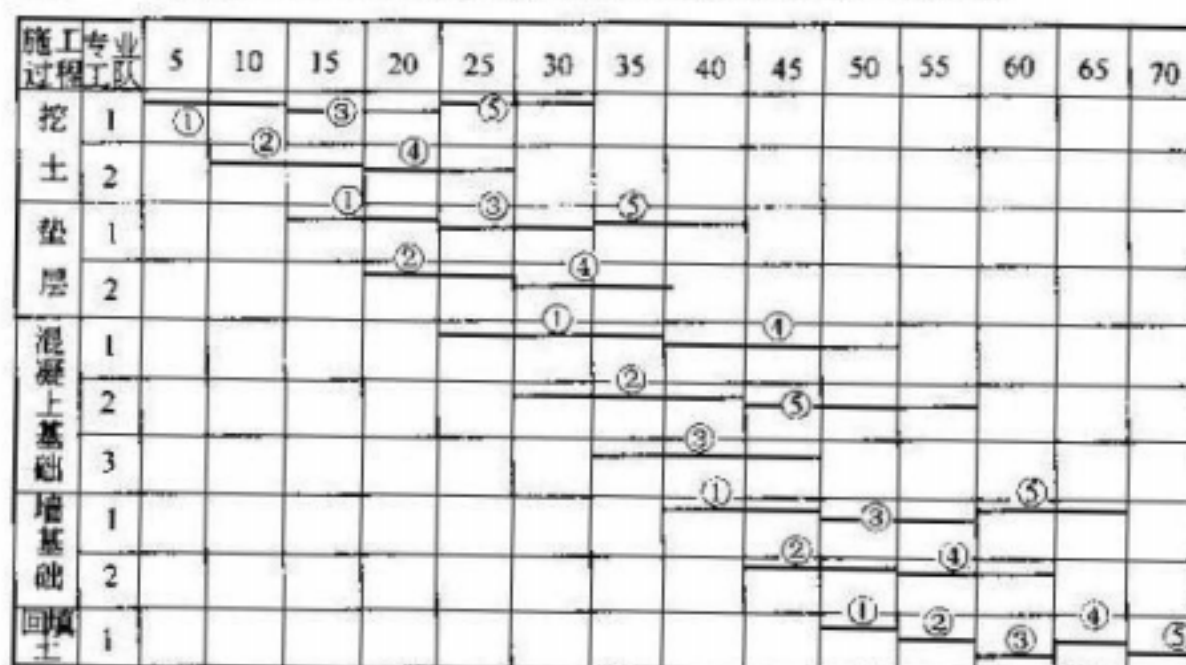 施工过程 专业工队 5 10 15 20 25 30 35 40 45 50 55 60 65 70
挖土 1 ① ③ ⑤
2 ② ④
垫层 1 ① ③ ⑤
2 ② ④
混凝土基础 1 ① ④
2 ② ⑤
3 ③
墙基础 1 ① ③ ⑤
2 ② ④
回填土 1 ① ② ③ ④ ⑤